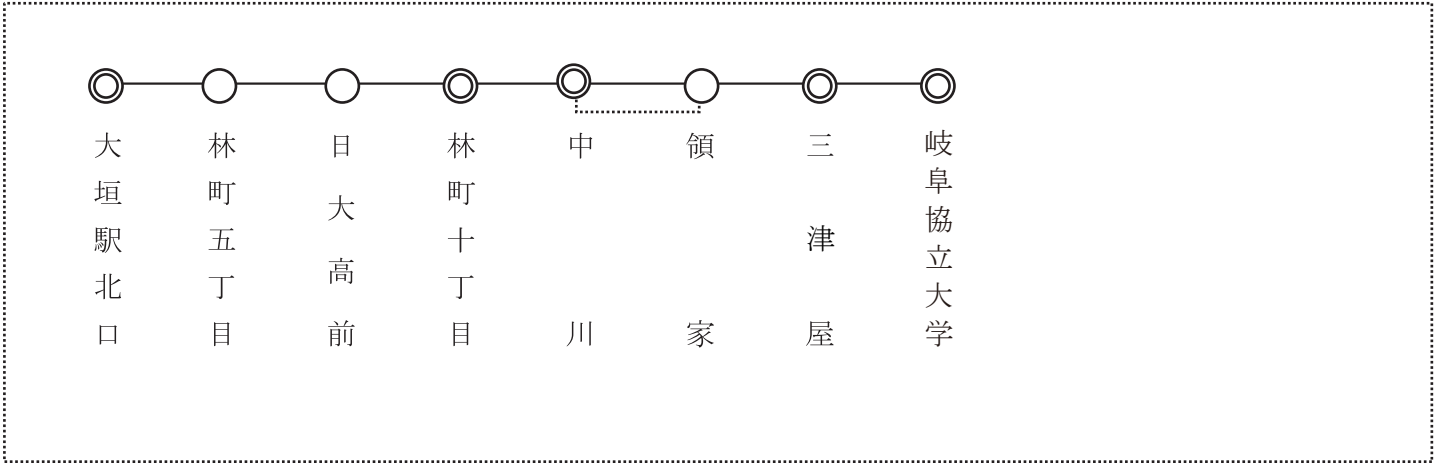 大垣駅北口
林町五丁目
日大高前
林町十丁目
中川
領家
三津屋
岐阜協立大学